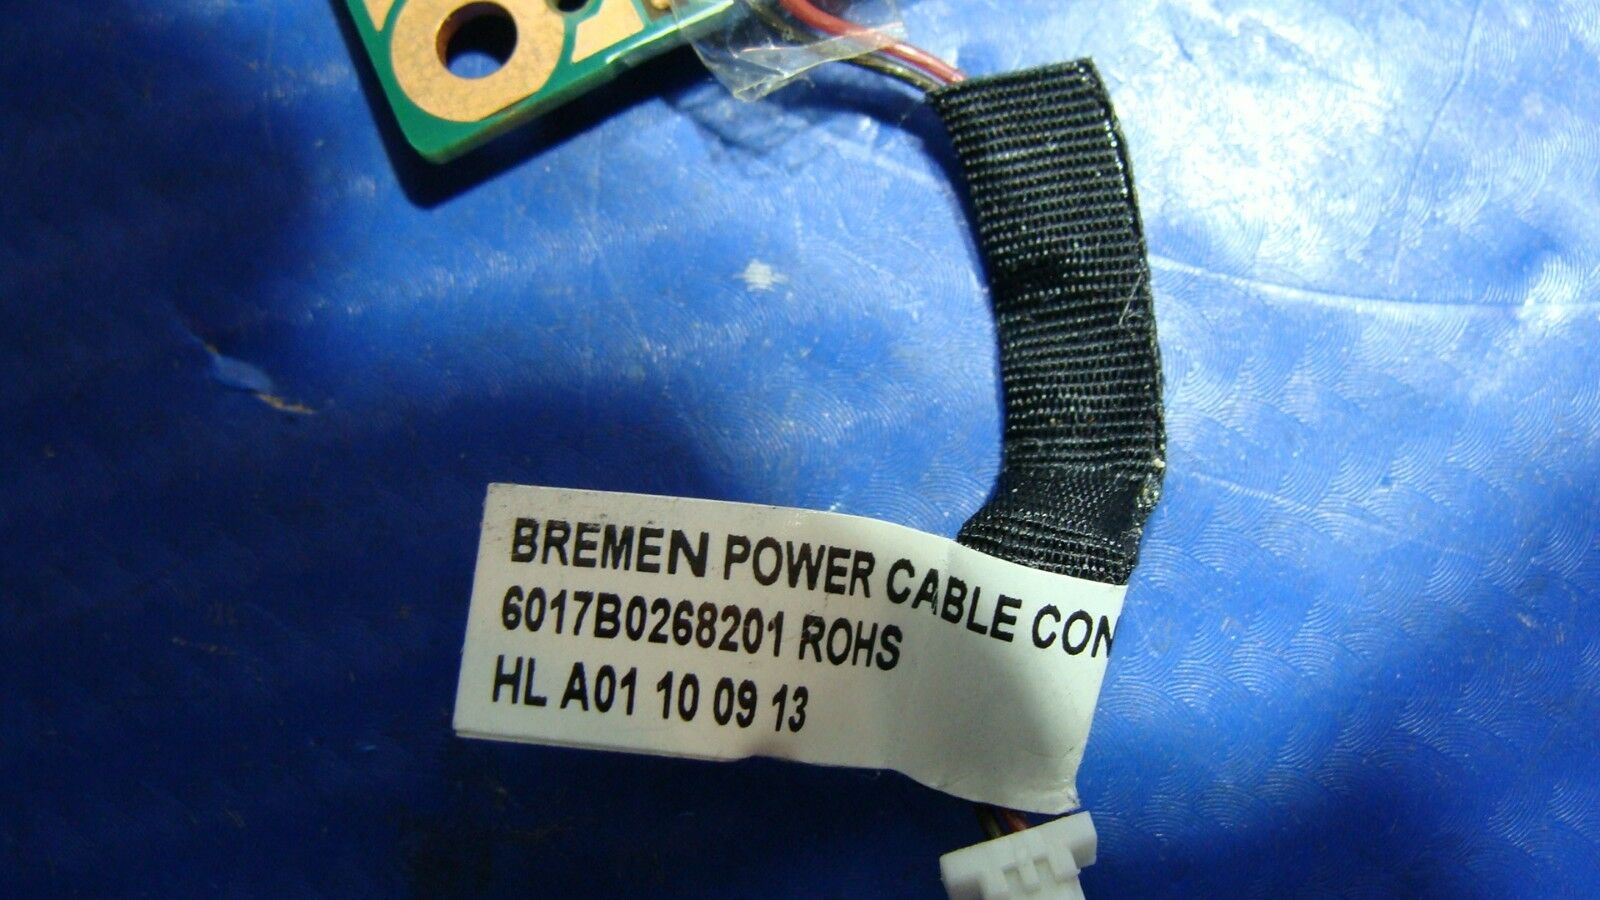 BREMEN POWER CABLE CON
6017B0268201 ROHS
HL A01 10 09 13